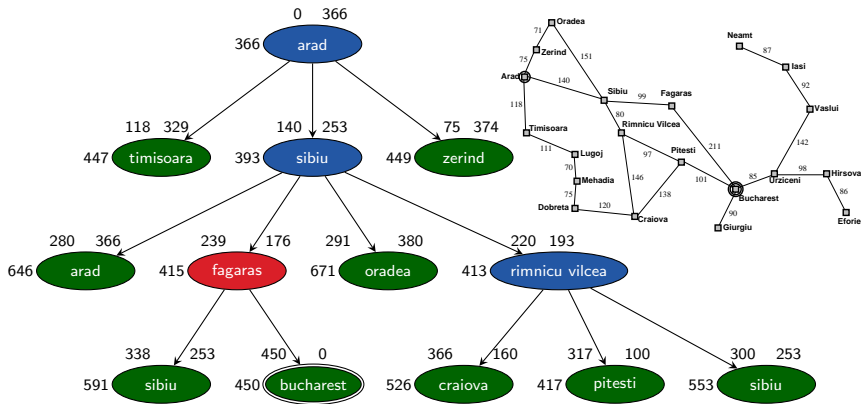 0 366
366 arad
118 329
447 timisoara
140 253
393 sibiu
75 374
449 zerind
280 366
646 arad
239 176
415 fagaras
291 380
671 oradea
220 193
413 rimnicu vilcea
338 253
591 sibiu
450 0
450 bucharest
366 160
526 craiova
317 100
417 pitesti
300 253
553 sibiu
Oradea
71
Zerind
75
151
Arad
140
118
Sibiu
99
Fagaras
80
Rimnicu Vilcea
Timisoara
111
Lugoj
70
Mehadia
75
Dobreta
120
Craiova
146
138
97
Pitesti
101
211
Bucharest
90
Giurgiu
85
Urziceni
98
Hirsova
86
Eforie
142
Vaslui
92
Iasi
87
Neamt